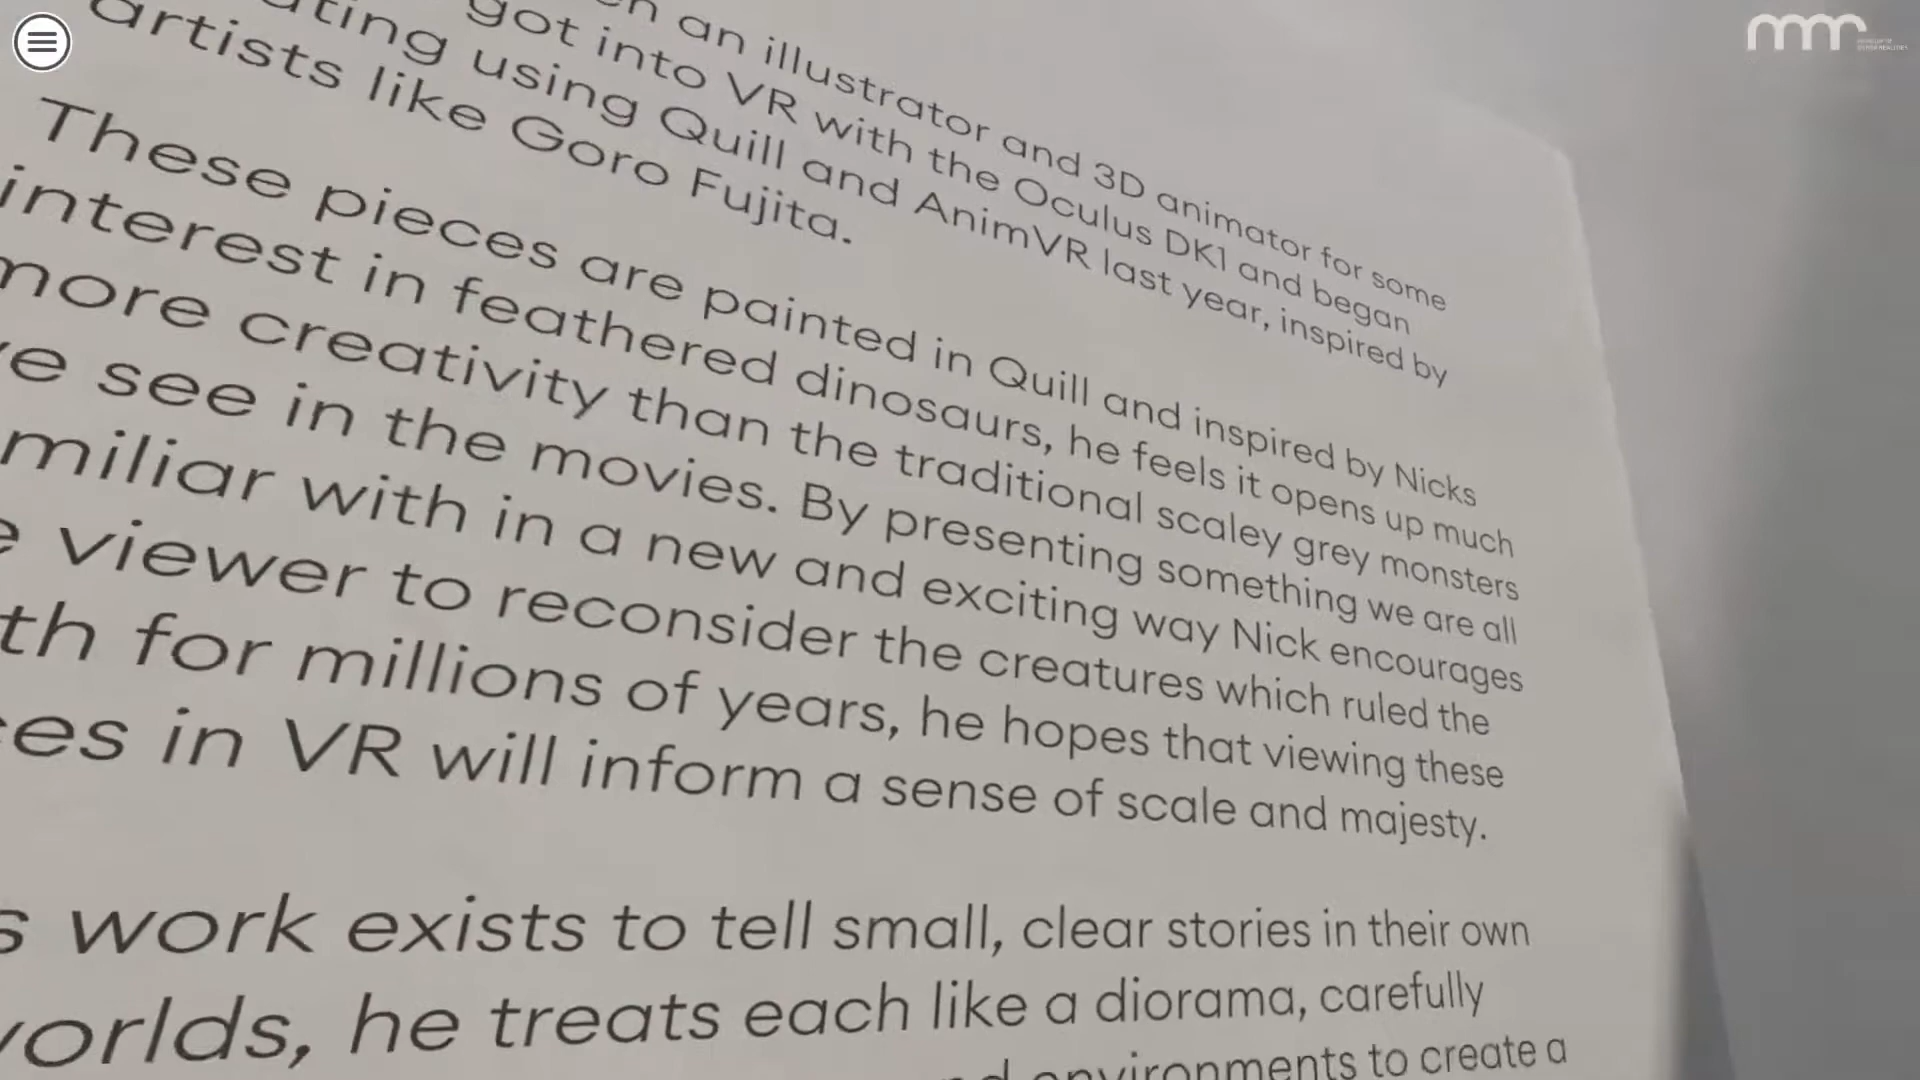 an illustrator and 3D animator for some
got into VR with the Oculus DK1 and began
using Quill and AnimVR last year, inspired by
artists like Goro Fujita.
These pieces are painted in Quill and inspired by Nicks
interest in feathered dinosaurs, he feels it opens up much
more creativity than the traditional scaley grey monsters
see in the movies. By presenting something we are all
miliar with in a new and exciting way Nick encourages
viewer to reconsider the creatures which ruled the
th for millions of years, he hopes that viewing these
es in VR will inform a sense of scale and majesty.
s work exists to tell small, clear stories in their own
orlds, he treats each like a diorama, carefully
environments to create a